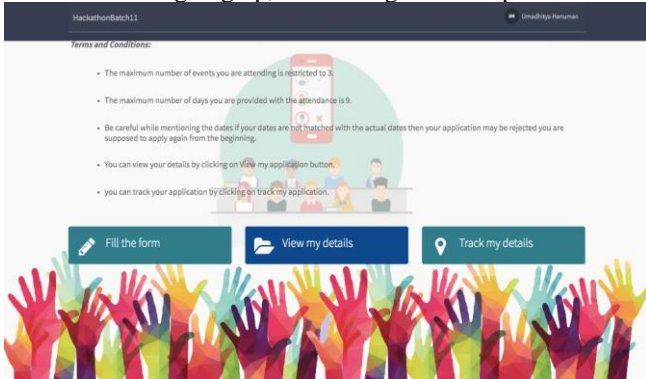 HackathonBatch11
UH Umadhitya Hanuman
Terms and Conditions:
• The maximum number of events you are attending is restricted to 3.
• The maximum number of days you are provided with the attendance is 9.
• Be careful while mentioning the dates if your dates are not matched with the actual dates then your application may be rejected you are
supposed to apply again from the beginning.
• You can view your details by clicking on View my application button.
• you can track your application by clicking on track my application.
Fill the form
View my details
Track my details